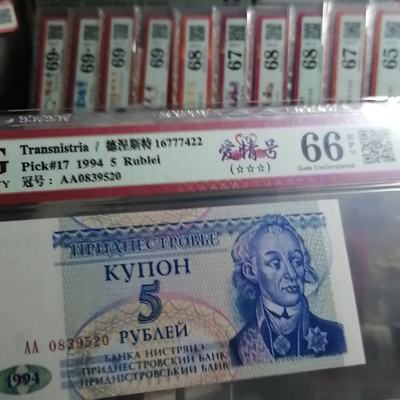 69
69
69
69
68
67
68
68
67
65
Transnistria / 德涅斯特 16777422
Pick#17 1994 5 Rublei
冠号: AA0839520
爱情号
(☆☆☆)
66 EPQ
Gem Uncirculated
ПРИДНЕСТРОВЬЕ
КУПОН
5
AA 0839520 РУБЛЕЙ
БАНКА НИСТРЯНЭ
ПРИДНЕСТРОВСКИЙ БАНК
ПРИДНІСТРОВСЬКИЙ БАНК
1994